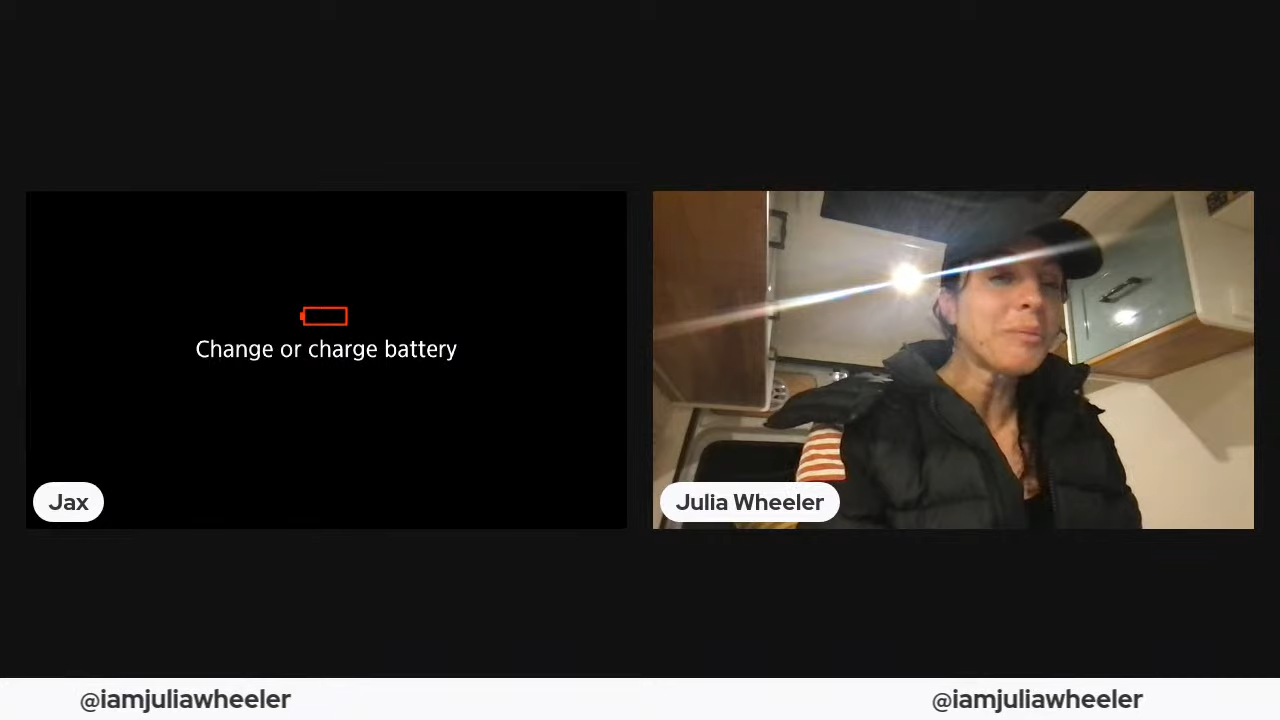 Change or charge battery
Jax
Julia Wheeler
@iamjuliawheeler
@iamjuliawheeler